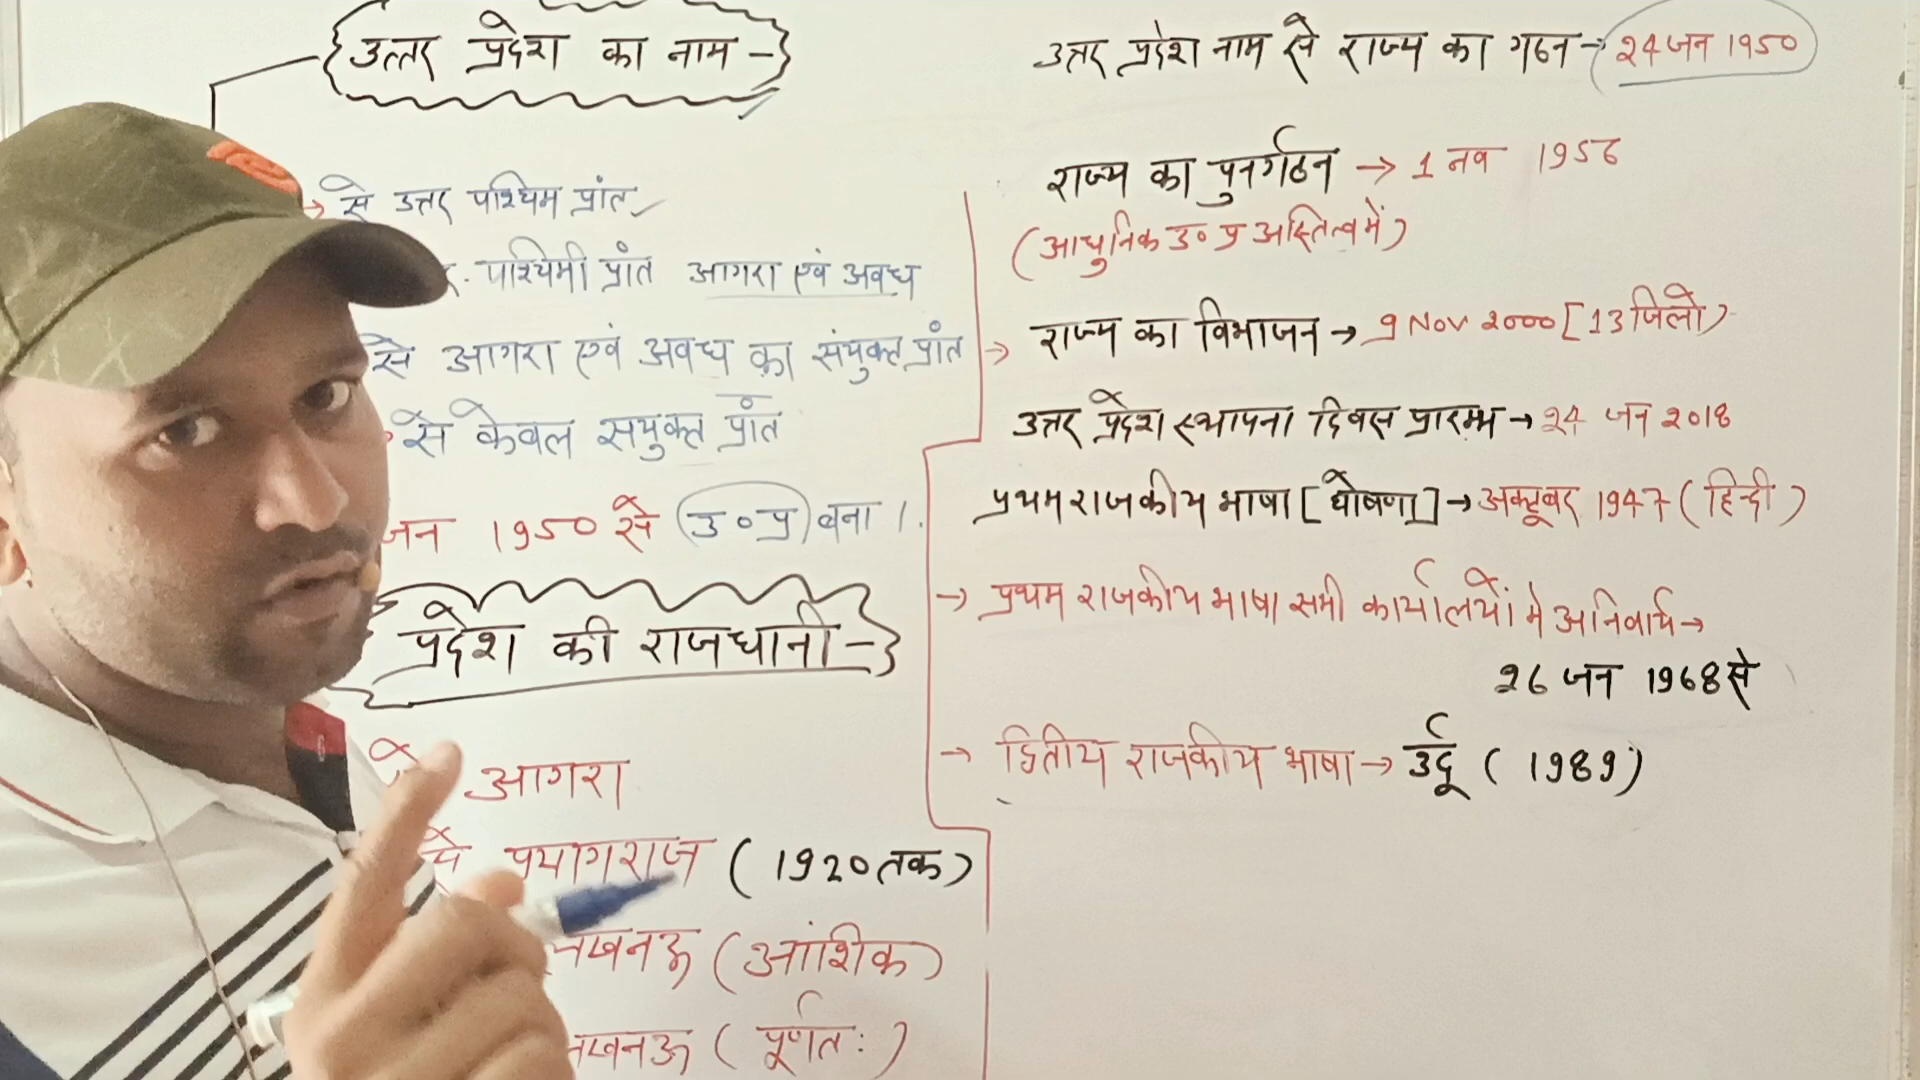 उत्तर प्रदेश का नाम -
से उत्तर पश्चिम प्रांत
पश्चिमी प्रांत आगरा एवं अवध
से आगरा एवं अवध का संयुक्त प्रांत
से केवल सयुक्त प्रांत
जन 1950 से (उ०प्र) बना ।
प्रदेश की राजधानी -
आगरा
से प्रयागराज (1920 तक)
लखनऊ (आंशिक)
लखनऊ (पूर्णतः)
उत्तर प्रदेश नाम से राज्य का गठन → 24 जन 1950
राज्य का पुनर्गठन → 1 नव 1956
(आधुनिक उ० प्र अस्तित्व में)
→ राज्य का विभाजन → 9 Nov 2000 [13 जिलो)
उत्तर प्रदेश स्थापना दिवस प्रारम्भ → 24 जन 2018
प्रथम राजकीय भाषा [घोषणा] → अक्टूबर 1947 (हिन्दी)
→ प्रथम राजकीय भाषा सभी कार्यालयों मे अनिवार्य →
26 जन 1968 से
→ द्वितीय राजकीय भाषा → उर्दू (1989)